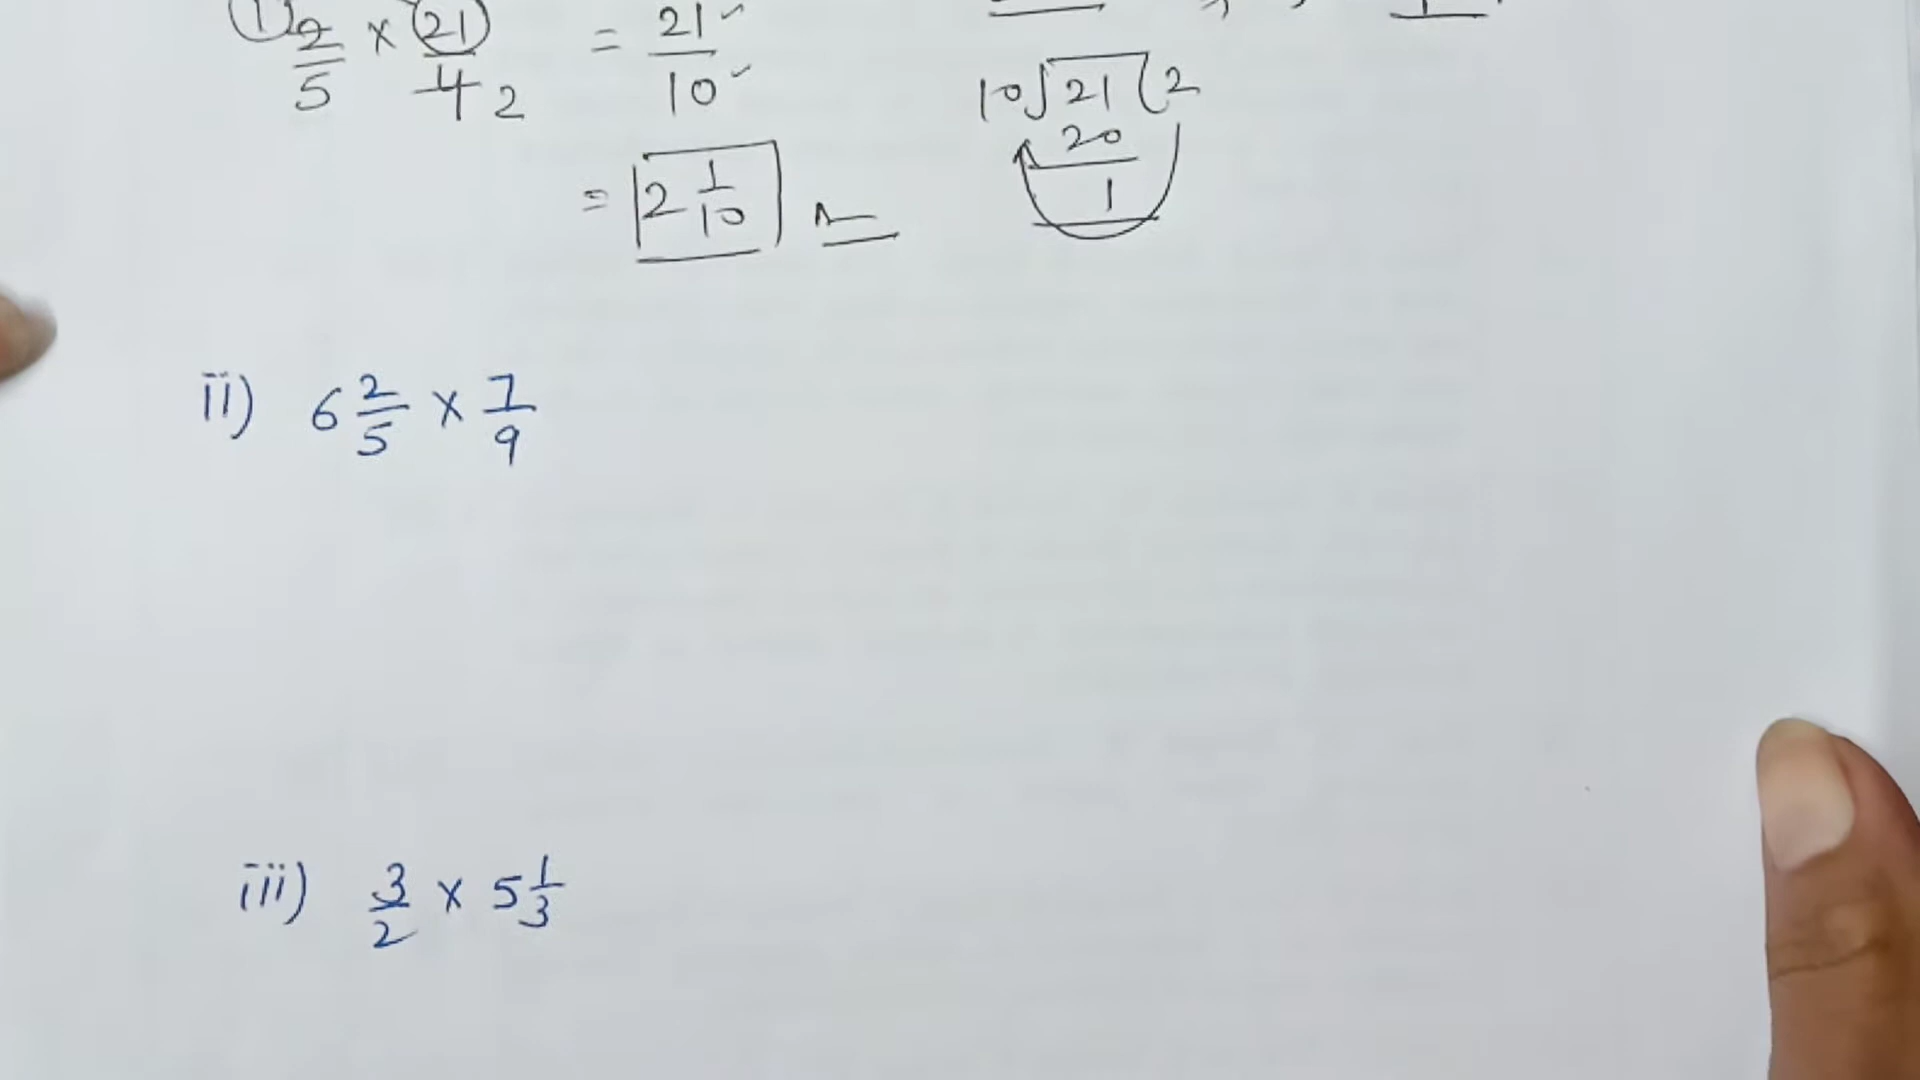 2/5 × 21/4 2 = 21/10
10)21(2
20
1
= 2 1/10
ii) 6 2/5 × 7/9
iii) 3/2 × 5 1/3